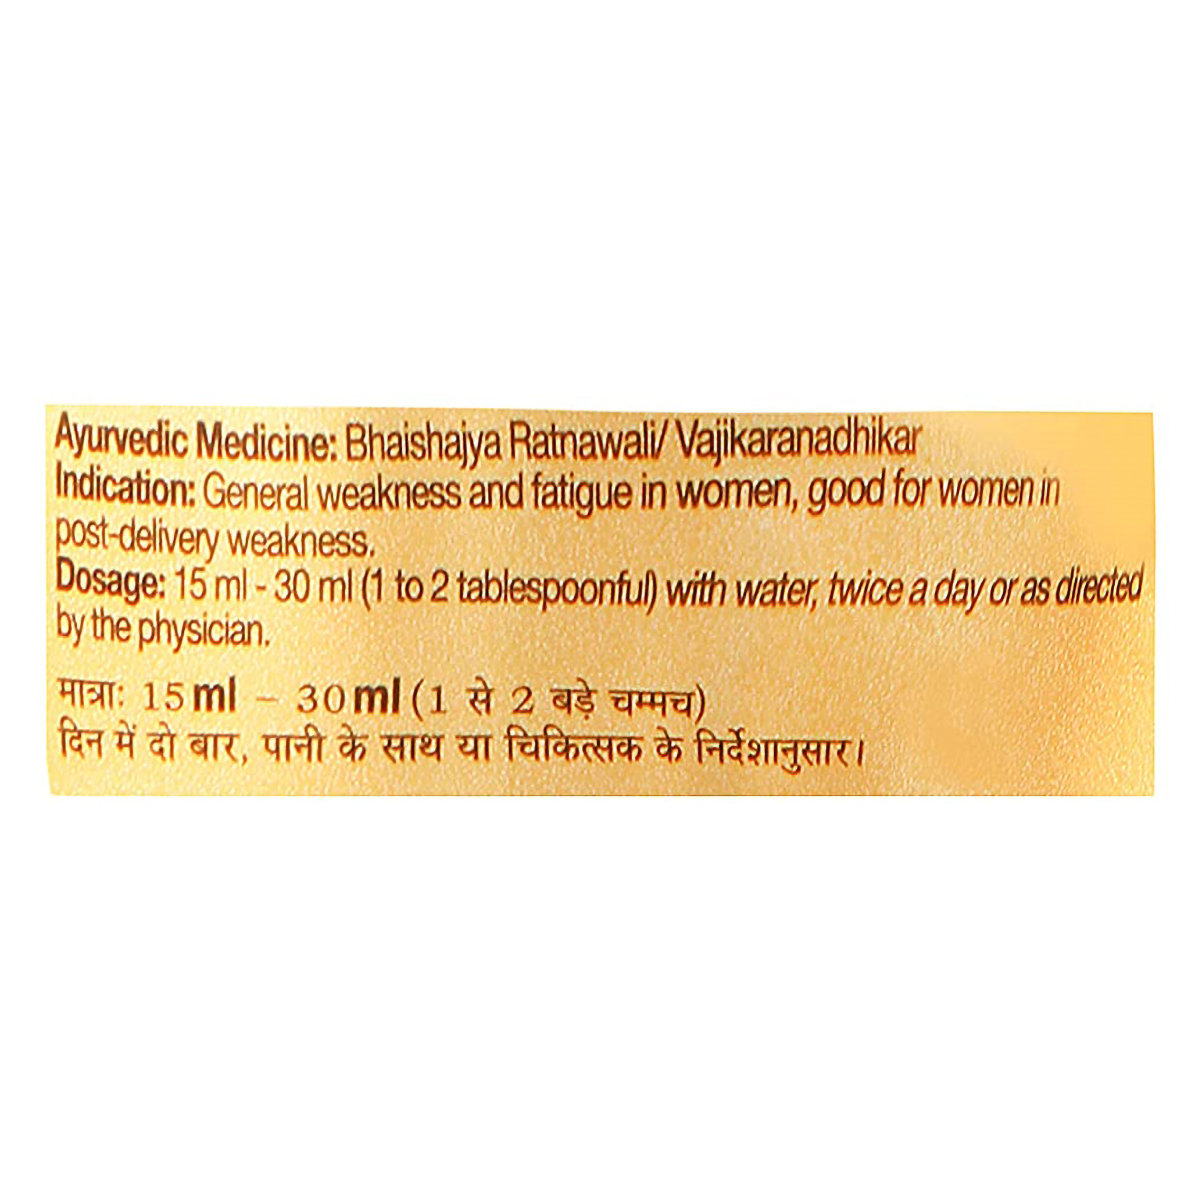 Ayurvedic Medicine: Bhaishajya Ratnawali/ Vajikaranadhikar
Indication: General weakness and fatigue in women, good for women in
post-delivery weakness.
Dosage: 15 ml - 30 ml (1 to 2 tablespoonful) with water, twice a day or as directed
by the physician.
मात्राः 15 ml – 30 ml (1 से 2 बड़े चम्मच)
दिन में दो बार, पानी के साथ या चिकित्सक के निर्देशानुसार।